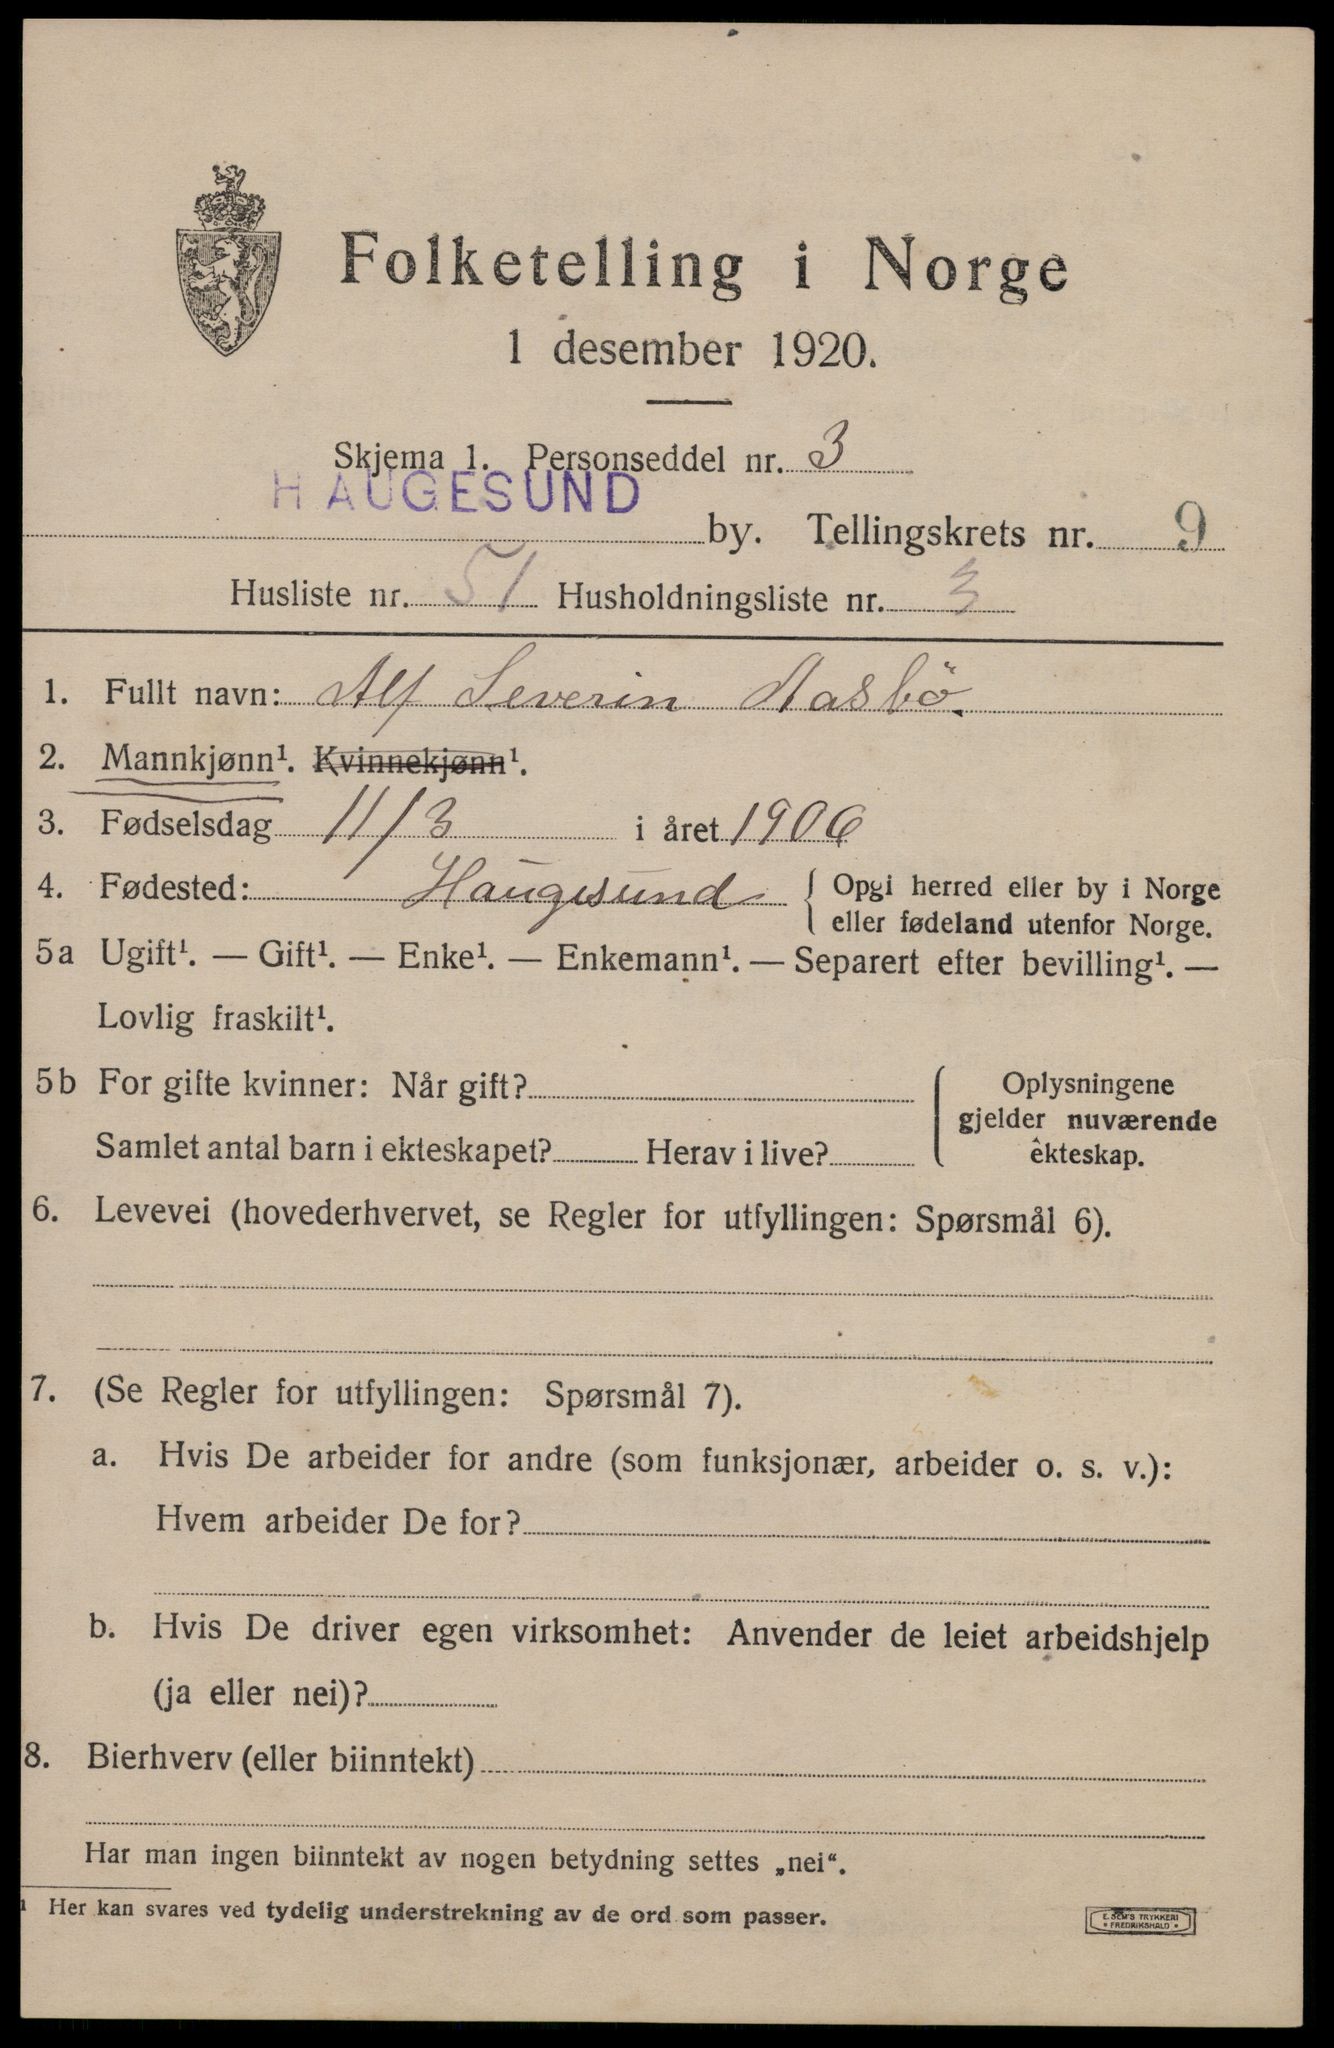 Folketelling i Norge
1 desember 1920.
Skjema 1. Personseddel nr. 3
HAUGESUND by. Tellingskrets nr. 9
Husliste nr. 51 Husholdningsliste nr. 3
1. Fullt navn: Alf Severin Aasbö.
2. Mannkjønn¹. Kvinnekjønn¹.
3. Fødselsdag 11/3 i året 1906
4. Fødested: Haugesund { Opgi herred eller by i Norge
eller fødeland utenfor Norge.
5a Ugift¹. — Gift¹. — Enke¹. — Enkemann¹. — Separert efter bevilling¹. —
Lovlig fraskilt¹.
5b For gifte kvinner: Når gift?
Samlet antal barn i ekteskapet? Herav i live?
Oplysningene
gjelder nuværende
ekteskap.
6. Levevei (hovederhvervet, se Regler for utfyllingen: Spørsmål 6).
7. (Se Regler for utfyllingen: Spørsmål 7).
a. Hvis De arbeider for andre (som funksjonær, arbeider o. s. v.):
Hvem arbeider De for?
b. Hvis De driver egen virksomhet: Anvender de leiet arbeidshjelp
(ja eller nei)?
8. Bierhverv (eller biinntekt)
Har man ingen biinntekt av nogen betydning settes „nei“.
¹ Her kan svares ved tydelig understrekning av de ord som passer.
E. SEM'S TRYKKERI
* FREDRIKSHALD *